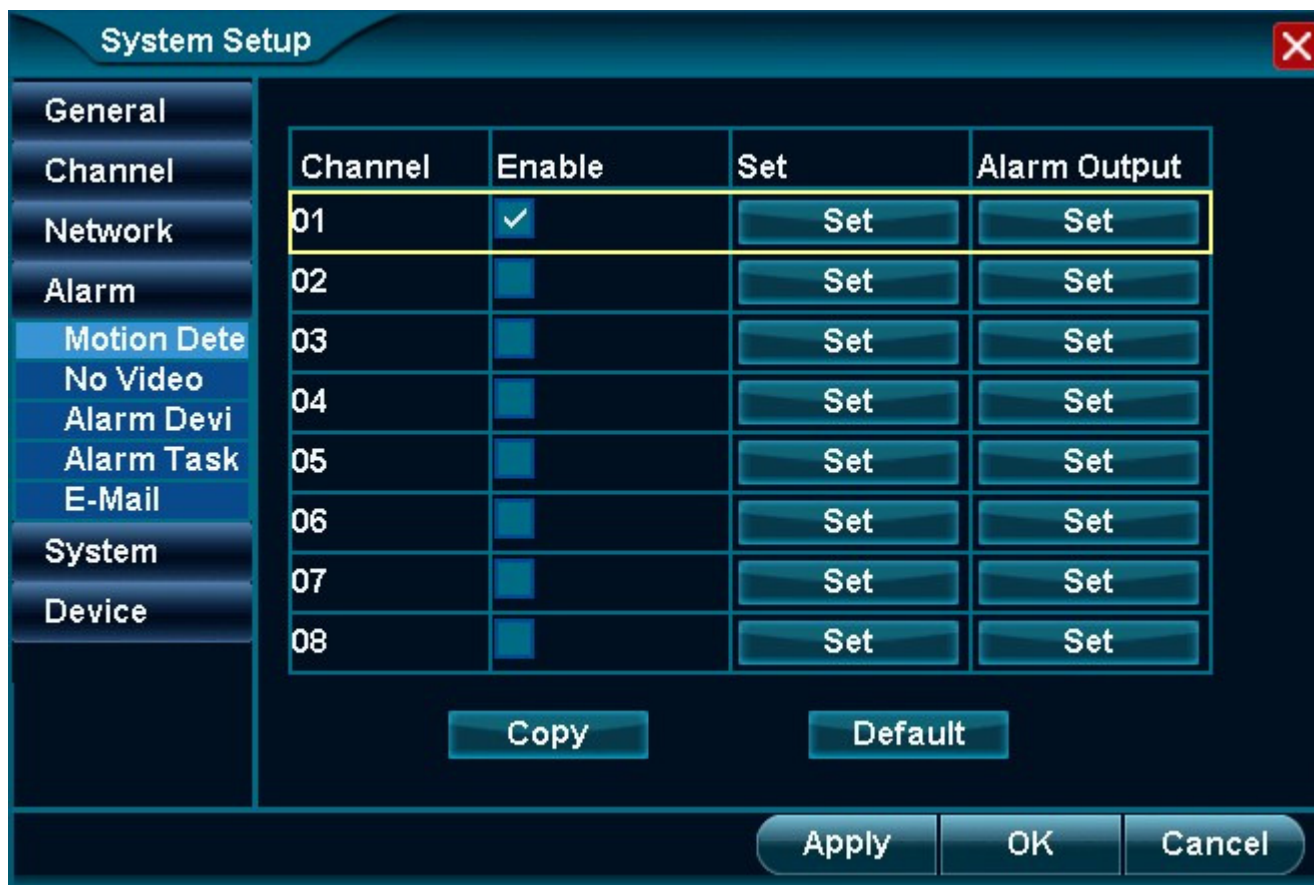 System Setup
General
Channel
Network
Alarm
Motion Dete
No Video
Alarm Devi
Alarm Task
E-Mail
System
Device
Channel Enable Set Alarm Output
01 Set Set
02 Set Set
03 Set Set
04 Set Set
05 Set Set
06 Set Set
07 Set Set
08 Set Set
Copy Default
Apply OK Cancel